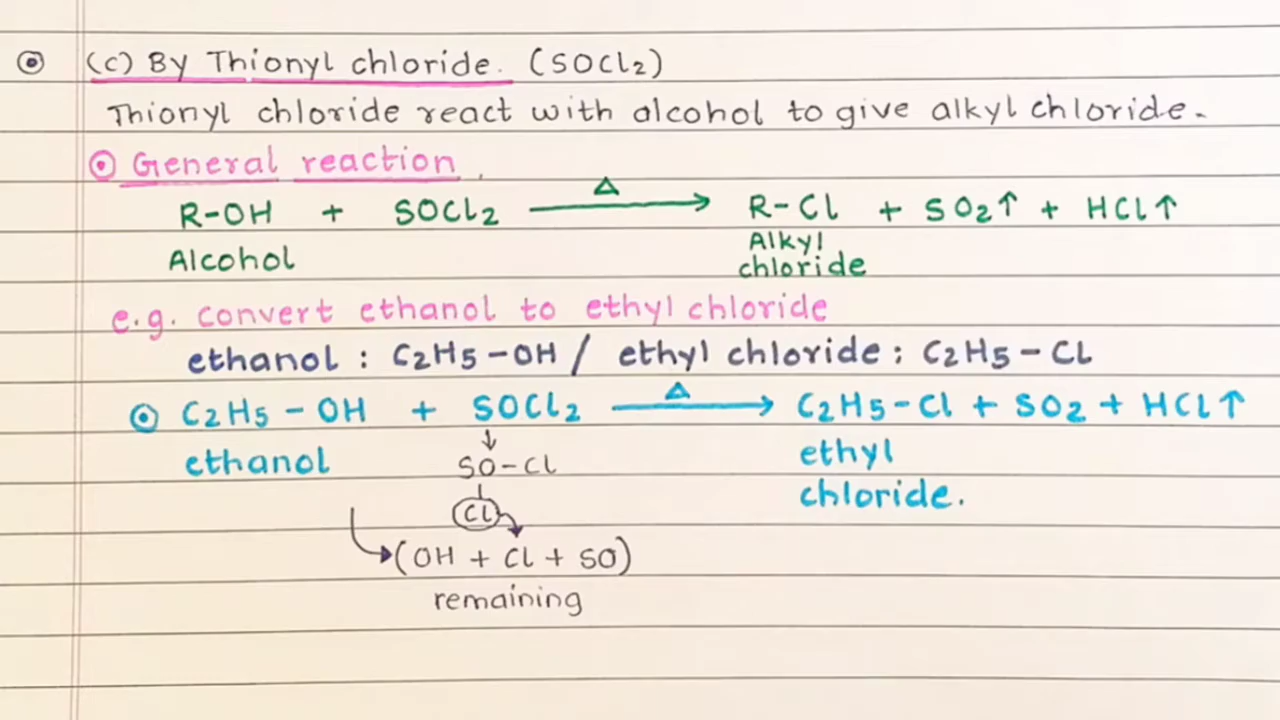 (c) By Thionyl chloride. (SOCl₂)
Thionyl chloride react with alcohol to give alkyl chloride.
General reaction.
R-OH + SOCl₂ —Δ→ R-Cl + SO₂↑ + HCl↑
Alcohol Alkyl chloride
e.g. convert ethanol to ethyl chloride
ethanol : C₂H₅-OH / ethyl chloride : C₂H₅-Cl
C₂H₅-OH + SOCl₂ —Δ→ C₂H₅-Cl + SO₂ + HCl↑
ethanol ethyl chloride.
↓
SO-Cl
Cl
(OH + Cl + SO)
remaining